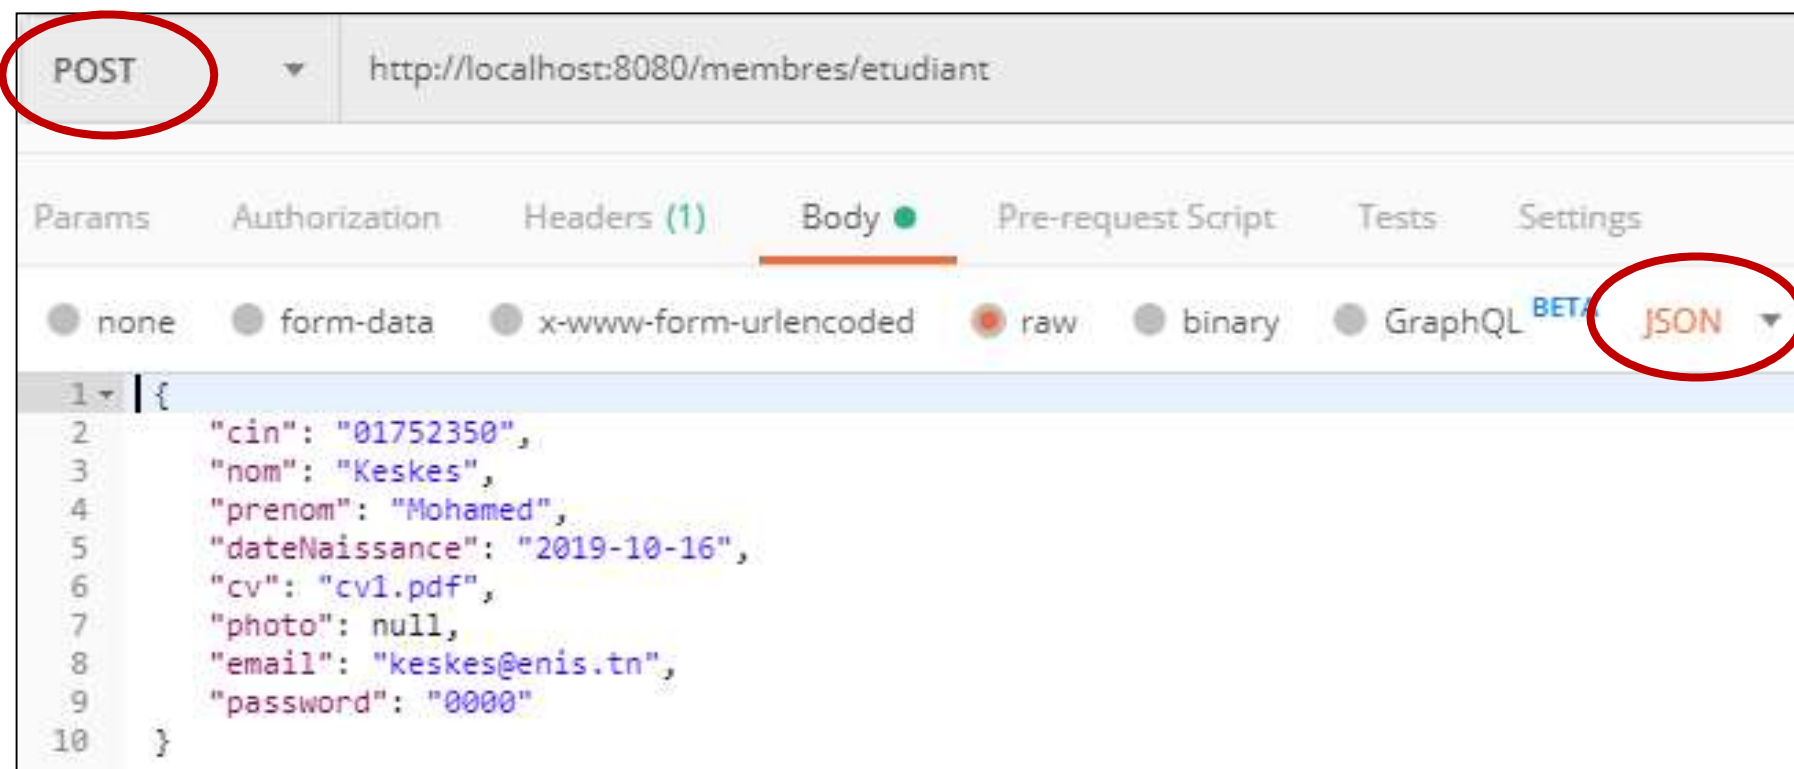 POST http://localhost:8080/membres/etudiant
Params Authorization Headers (1) Body Pre-request Script Tests Settings
none form-data x-www-form-urlencoded raw binary GraphQL BETA JSON
1 {
2 "cin": "01752350",
3 "nom": "Keskes",
4 "prenom": "Mohamed",
5 "dateNaissance": "2019-10-16",
6 "cv": "cv1.pdf",
7 "photo": null,
8 "email": "keskes@enis.tn",
9 "password": "0000"
10 }